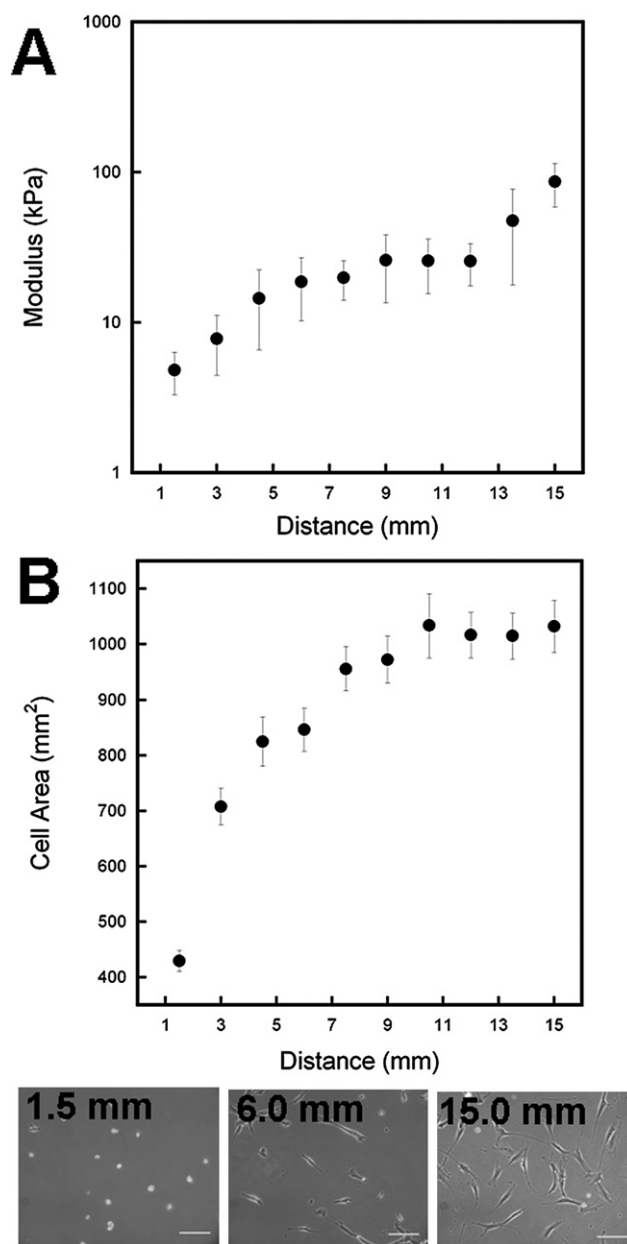 A
1000
100
10
1
Modulus (kPa)
1 3 5 7 9 11 13 15
Distance (mm)
B
1100
1000
900
800
700
600
500
400
Cell Area (mm²)
1 3 5 7 9 11 13 15
Distance (mm)
1.5 mm 6.0 mm 15.0 mm